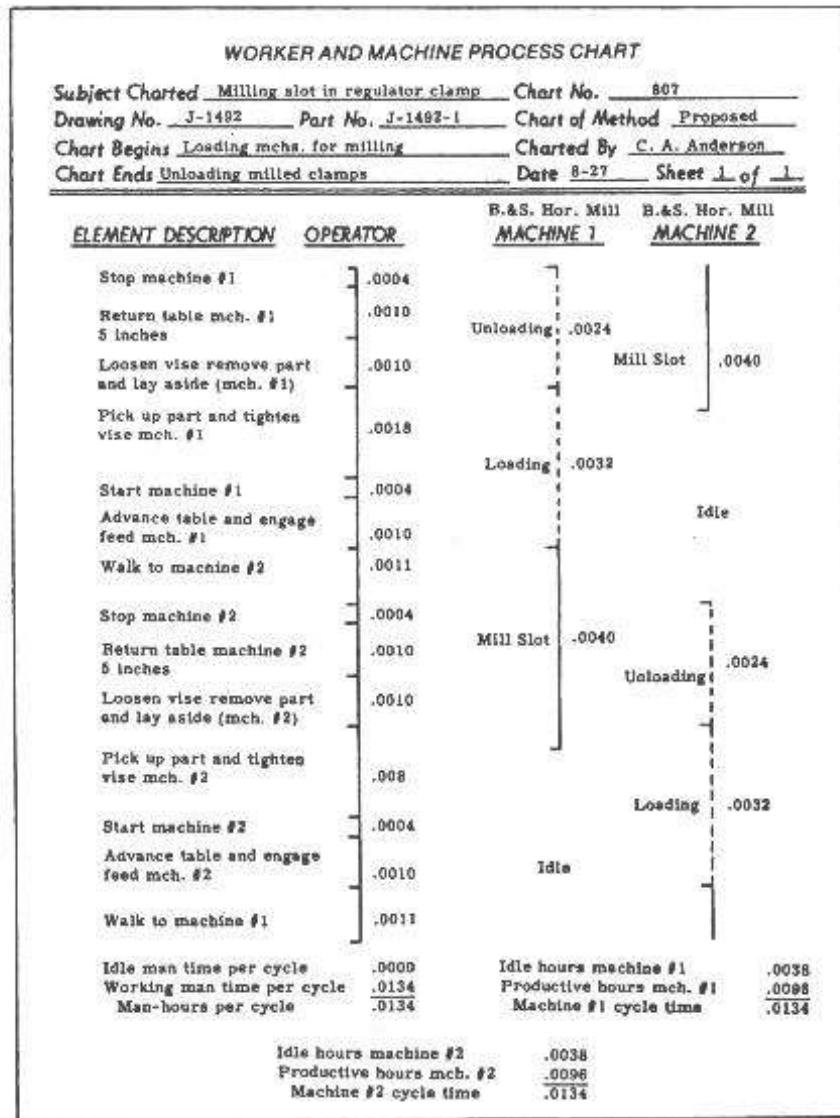 WORKER AND MACHINE PROCESS CHART
Subject Charted Milling slot in regulator clamp Chart No. 807
Drawing No. J-1492 Part No. J-1492-1 Chart of Method Proposed
Chart Begins Loading mchs. for milling Charted By C. A. Anderson
Chart Ends Unloading milled clamps Date 8-27 Sheet 1 of 1
B.&S. Hor. Mill B.&S. Hor. Mill
ELEMENT DESCRIPTION OPERATOR MACHINE 1 MACHINE 2
Stop machine #1 .0004
Return table mch. #1 .0010
5 inches
Unloading .0024
Loosen vise remove part .0010
and lay aside (mch. #1)
Mill Slot .0040
Pick up part and tighten .0018
vise mch. #1
Loading .0032
Start machine #1 .0004
Idle
Advance table and engage .0010
feed mch. #1
Walk to machine #2 .0011
Stop machine #2 .0004
Return table machine #2 .0010
5 inches
Mill Slot .0040
Unloading .0024
Loosen vise remove part .0010
and lay aside (mch. #2)
Pick up part and tighten .008
vise mch. #2
Loading .0032
Start machine #2 .0004
Advance table and engage .0010
feed mch. #2
Idle
Walk to machine #1 .0011
Idle man time per cycle .0000
Working man time per cycle .0134
Man-hours per cycle .0134
Idle hours machine #1 .0038
Productive hours mch. #1 .0096
Machine #1 cycle time .0134
Idle hours machine #2 .0038
Productive hours mch. #2 .0096
Machine #2 cycle time .0134